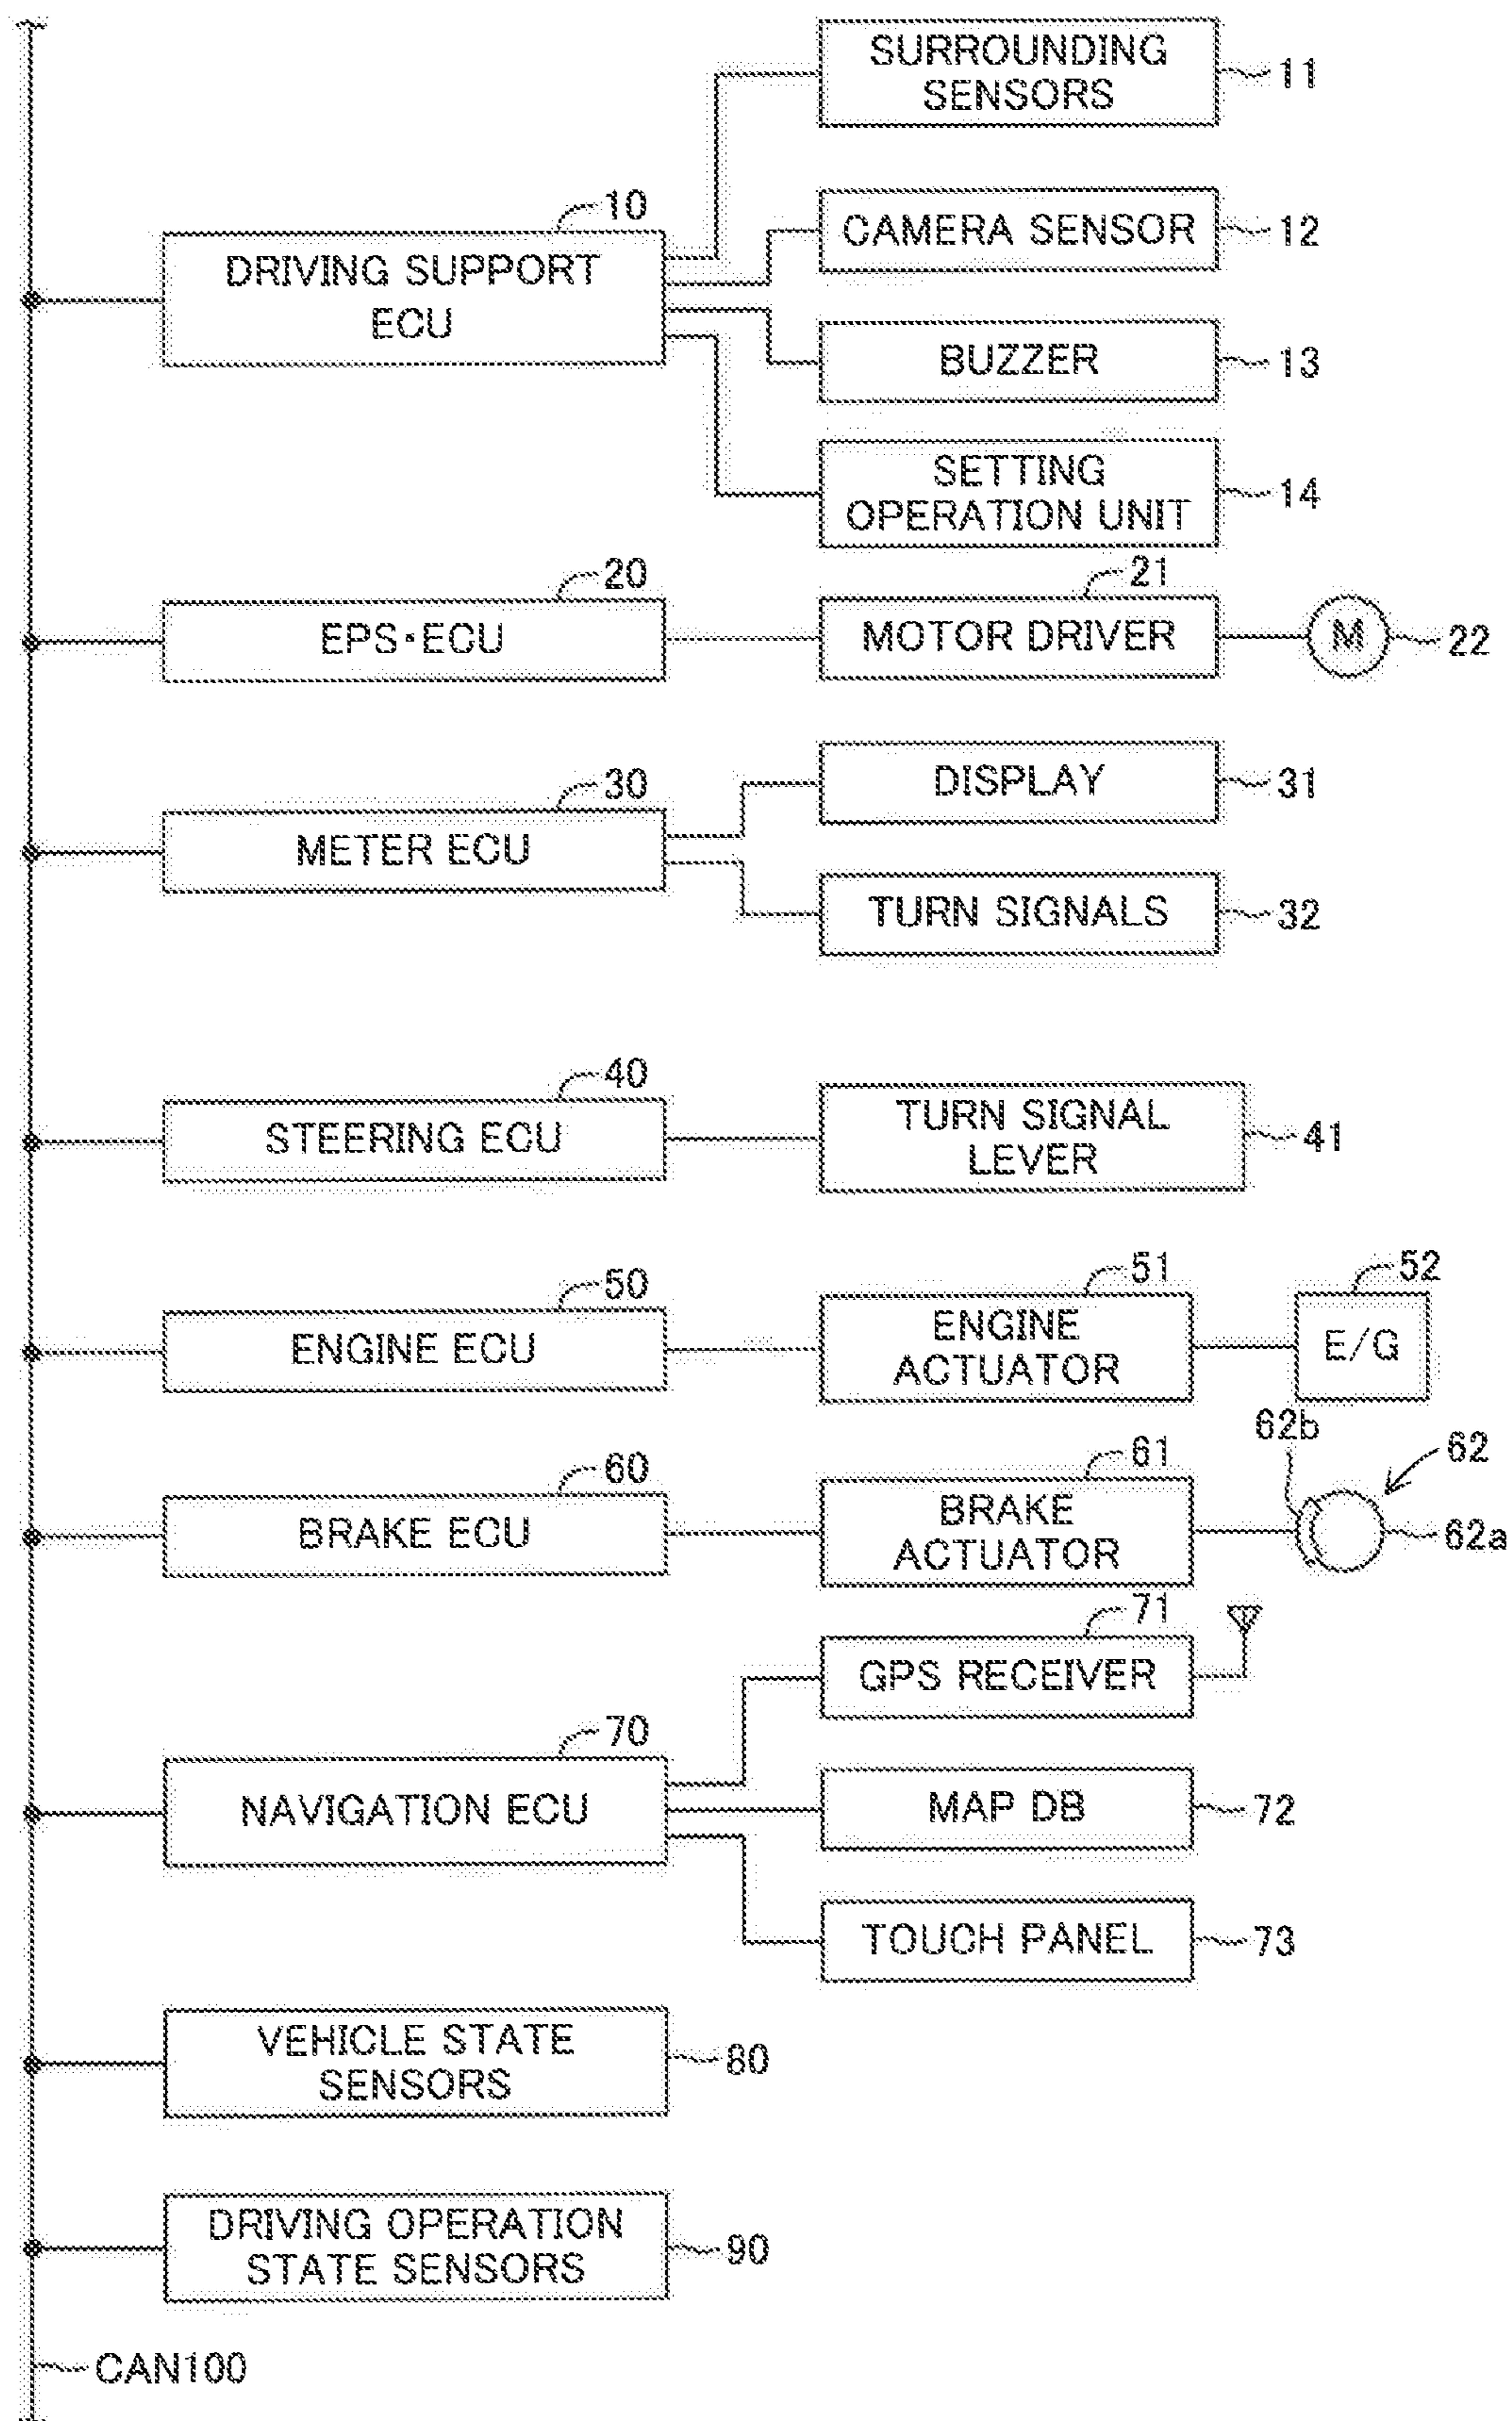 SURROUNDING
SENSORS
11
10
DRIVING SUPPORT
ECU
CAMERA SENSOR
12
BUZZER
13
SETTING
OPERATION UNIT
14
20
EPS・ECU
21
MOTOR DRIVER
M
22
30
METER ECU
DISPLAY
31
TURN SIGNALS
32
40
STEERING ECU
TURN SIGNAL
LEVER
41
50
ENGINE ECU
51
ENGINE
ACTUATOR
52
E/G
60
BRAKE ECU
61
BRAKE
ACTUATOR
62b
62
62a
70
NAVIGATION ECU
71
GPS RECEIVER
MAP DB
72
TOUCH PANEL
73
VEHICLE STATE
SENSORS
80
DRIVING OPERATION
STATE SENSORS
90
CAN100